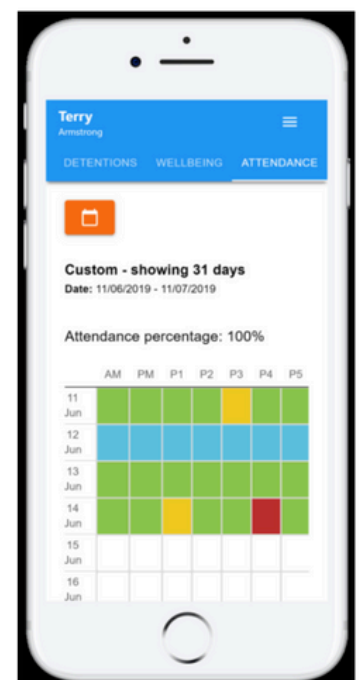 Terry
Armstrong
DETENTIONS WELLBEING ATTENDANCE
Custom - showing 31 days
Date: 11/06/2019 - 11/07/2019
Attendance percentage: 100%
AM PM P1 P2 P3 P4 P5
11
Jun
12
Jun
13
Jun
14
Jun
15
Jun
16
Jun